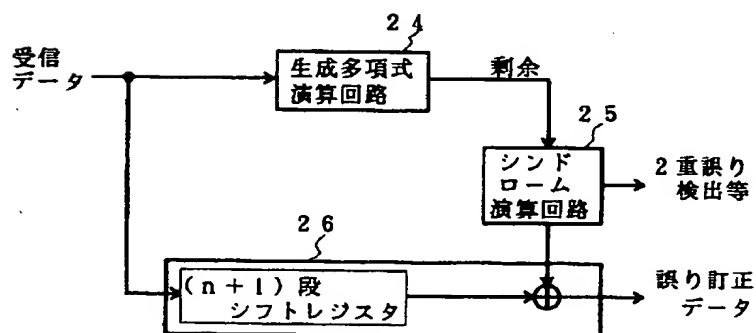 24
受信
データ
生成多項式
演算回路
剰余
25
シンド
ローム
演算回路
2重誤り
検出等
26
(n+1)段
シフトレジスタ
誤り訂正
データ